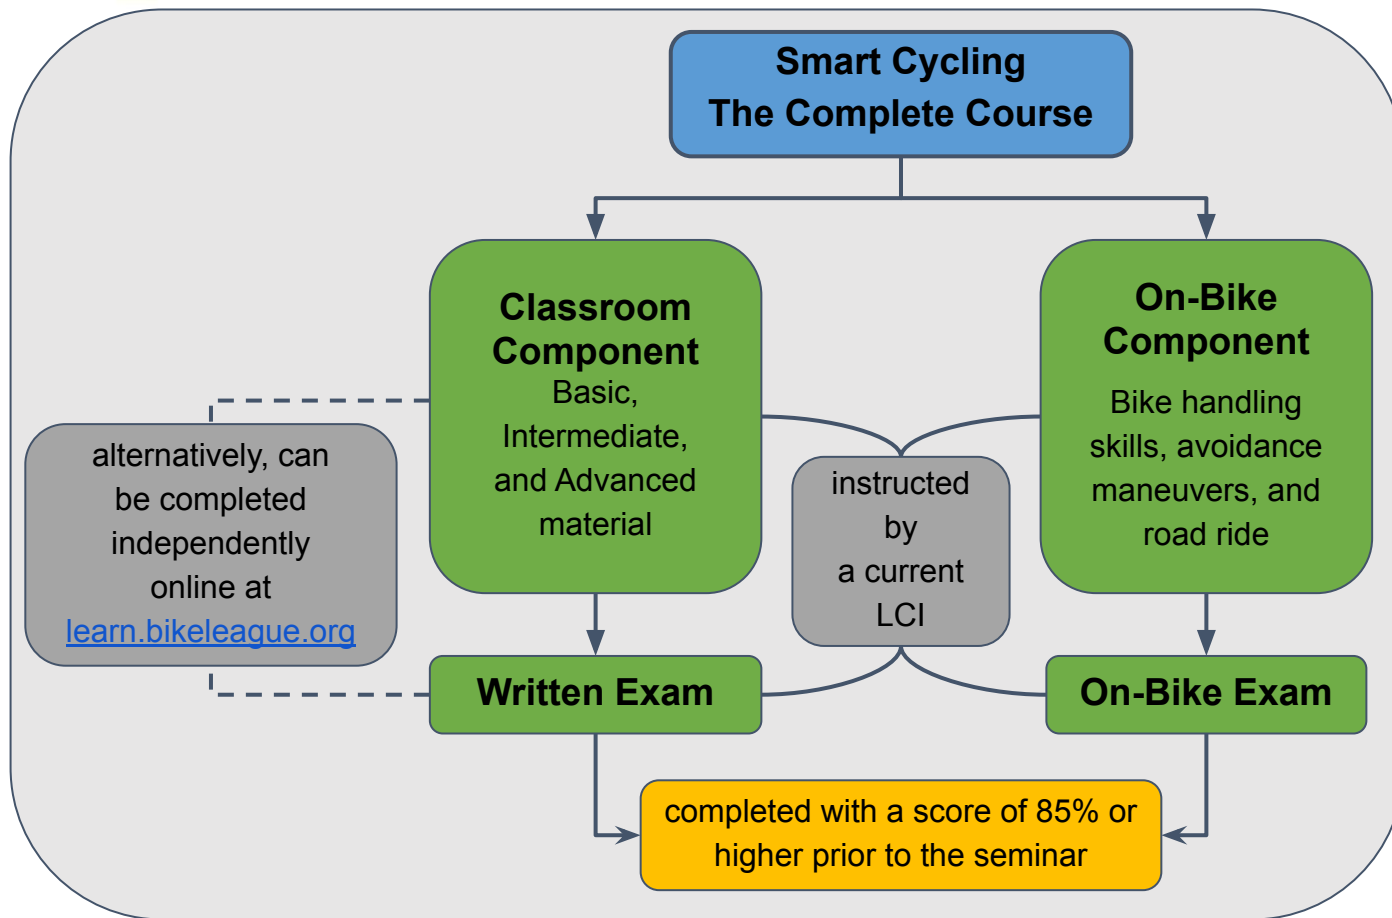 Smart Cycling
The Complete Course
Classroom
Component
Basic,
Intermediate,
and Advanced
material
On-Bike
Component
Bike handling
skills, avoidance
maneuvers, and
road ride
alternatively, can
be completed
independently
online at
learn.bikeleague.org
instructed
by
a current
LCI
Written Exam
On-Bike Exam
completed with a score of 85% or
higher prior to the seminar